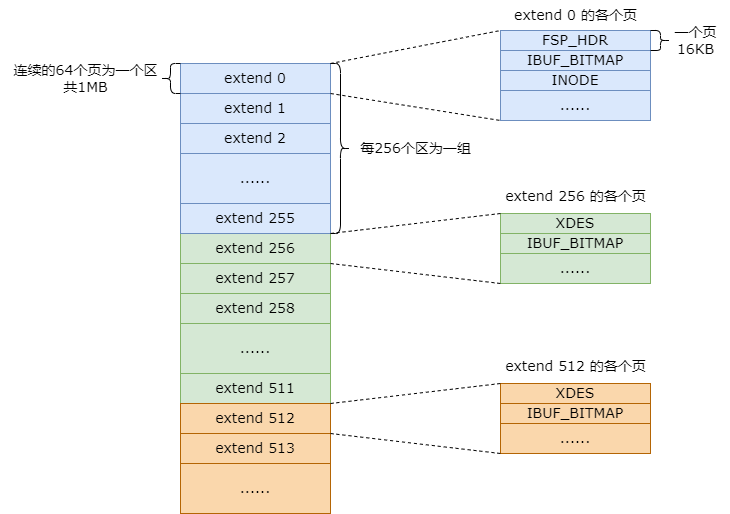 extend 0 的各个页
FSP_HDR
IBUF_BITMAP
INODE
......
一个页
16KB
连续的64个页为一个区
共1MB
extend 0
extend 1
extend 2
......
extend 255
每256个区为一组
extend 256
extend 257
extend 258
......
extend 511
extend 512
extend 513
......
extend 256 的各个页
XDES
IBUF_BITMAP
......
extend 512 的各个页
XDES
IBUF_BITMAP
......